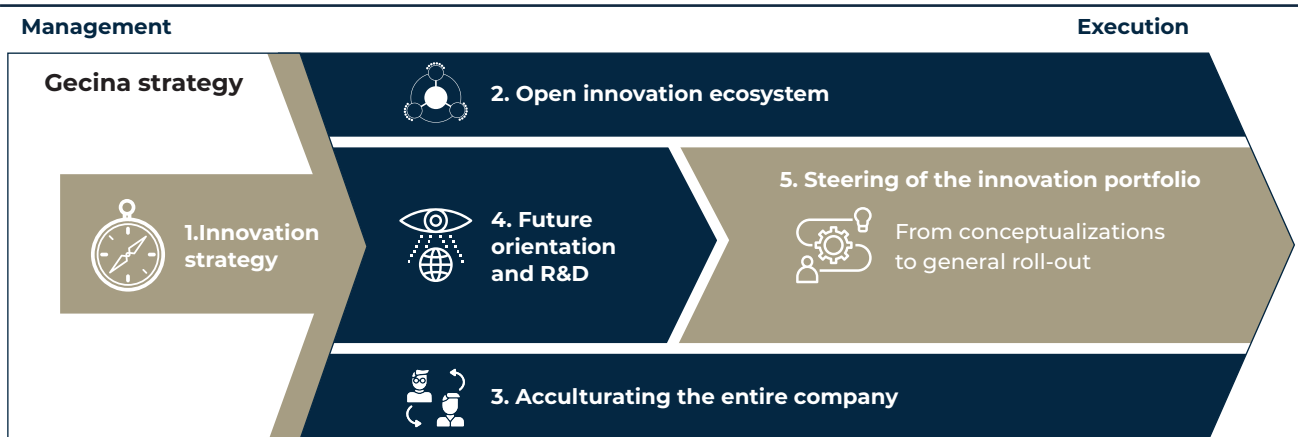 Management
Execution
Gecina strategy
2. Open innovation ecosystem
1.Innovation
strategy
4. Future
orientation
and R&D
5. Steering of the innovation portfolio
From conceptualizations
to general roll-out
3. Acculturating the entire company